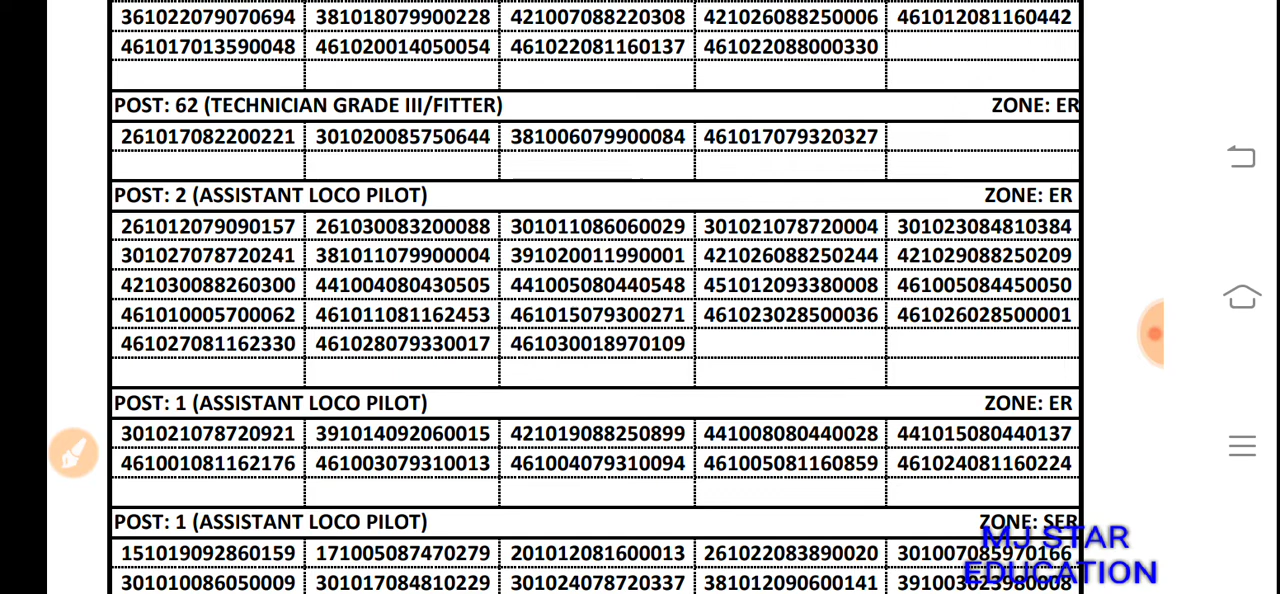 361022079070694 381018079900228 421007088220308 421026088250006 461012081160442
461017013590048 461020014050054 461022081160137 461022088000330
POST: 62 (TECHNICIAN GRADE III/FITTER) ZONE: ER
261017082200221 301020085750644 381006079900084 461017079320327
POST: 2 (ASSISTANT LOCO PILOT) ZONE: ER
261012079090157 261030083200088 301011086060029 301021078720004 301023084810384
301027078720241 381011079900004 391020011990001 421026088250244 421029088250209
421030088260300 441004080430505 441005080440548 451012093380008 461005084450050
461010005700062 461011081162453 461015079300271 461023028500036 461026028500001
461027081162330 461028079330017 461030018970109
POST: 1 (ASSISTANT LOCO PILOT) ZONE: ER
301021078720921 391014092060015 421019088250899 441008080440028 441015080440137
461001081162176 461003079310013 461004079310094 461005081160859 461024081160224
POST: 1 (ASSISTANT LOCO PILOT) ZONE: SER
MJ STAR
151019092860159 171005087470279 201012081600013 261022083890020 301007085970166
EDUCATION
301010086050009 301017084810229 301024078720337 381012090600141 391003023980008